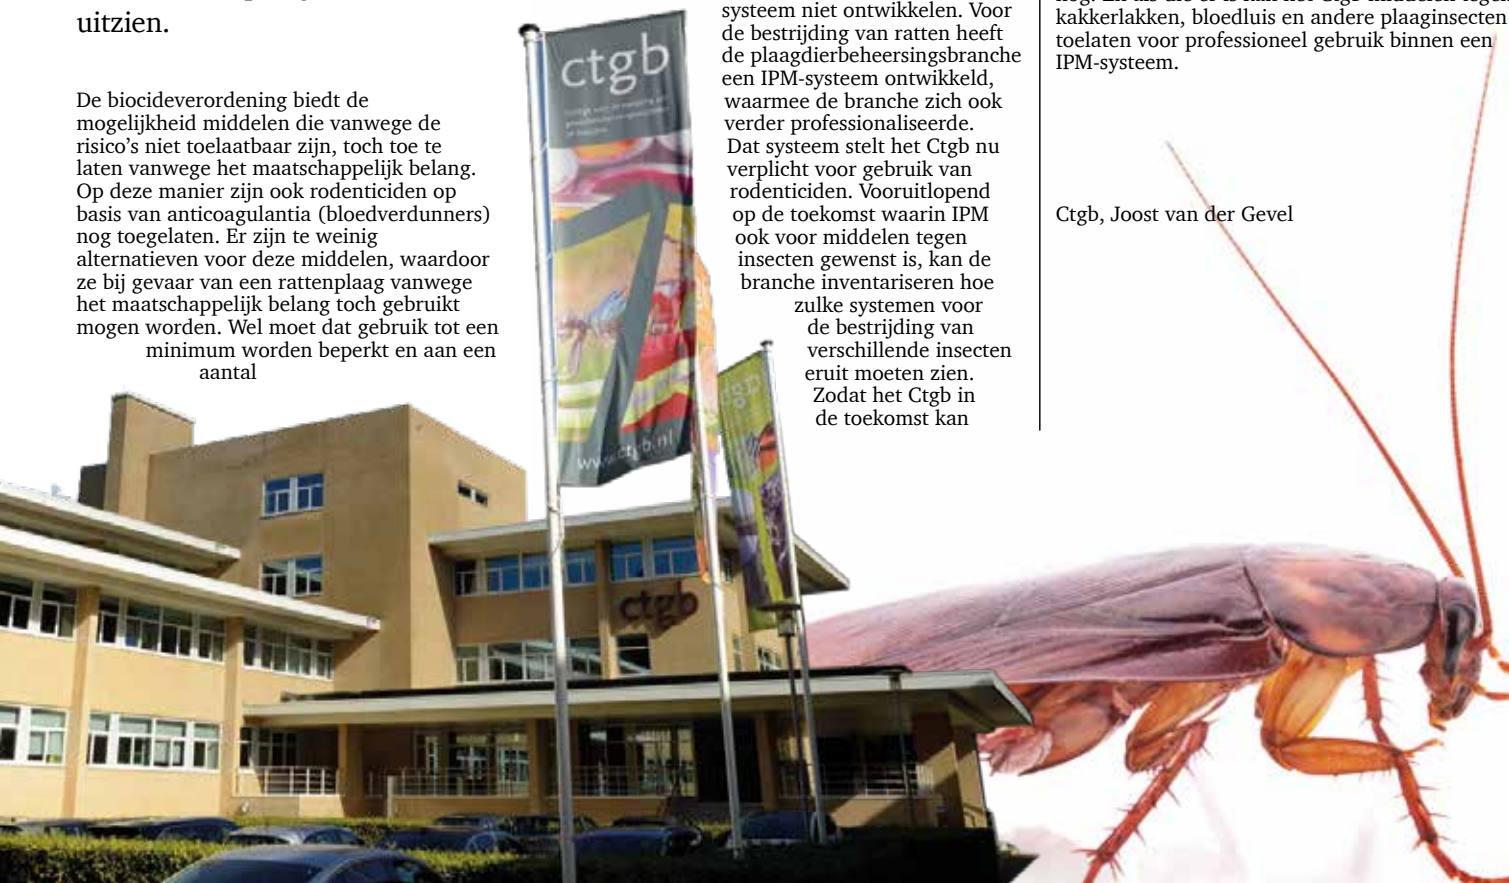 uitzien.
De biocideverordening biedt de
mogelijkheid middelen die vanwege de
risico's niet toelaatbaar zijn, toch toe te
laten vanwege het maatschappelijk belang.
Op deze manier zijn ook rodenticiden op
basis van anticoagulantia (bloedverdunners)
nog toegelaten. Er zijn te weinig
alternatieven voor deze middelen, waardoor
ze bij gevaar van een rattenplaag vanwege
het maatschappelijk belang toch gebruikt
mogen worden. Wel moet dat gebruik tot een
minimum worden beperkt en aan een
aantal
systeem niet ontwikkelen. Voor
de bestrijding van ratten heeft
de plaagdierbeheersingsbranche
een IPM-systeem ontwikkeld,
waarmee de branche zich ook
verder professionaliseerde.
Dat systeem stelt het Ctgb nu
verplicht voor gebruik van
rodenticiden. Vooruitlopend
op de toekomst waarin IPM
ook voor middelen tegen
insecten gewenst is, kan de
branche inventariseren hoe
zulke systemen voor
de bestrijding van
verschillende insecten
eruit moeten zien.
Zodat het Ctgb in
de toekomst kan
kakkerlakken, bloedluis en andere plaaginsecten
toelaten voor professioneel gebruik binnen een
IPM-systeem.
Ctgb, Joost van der Gevel
ctgb
www.ctgb.nl
ctgb
ctgb